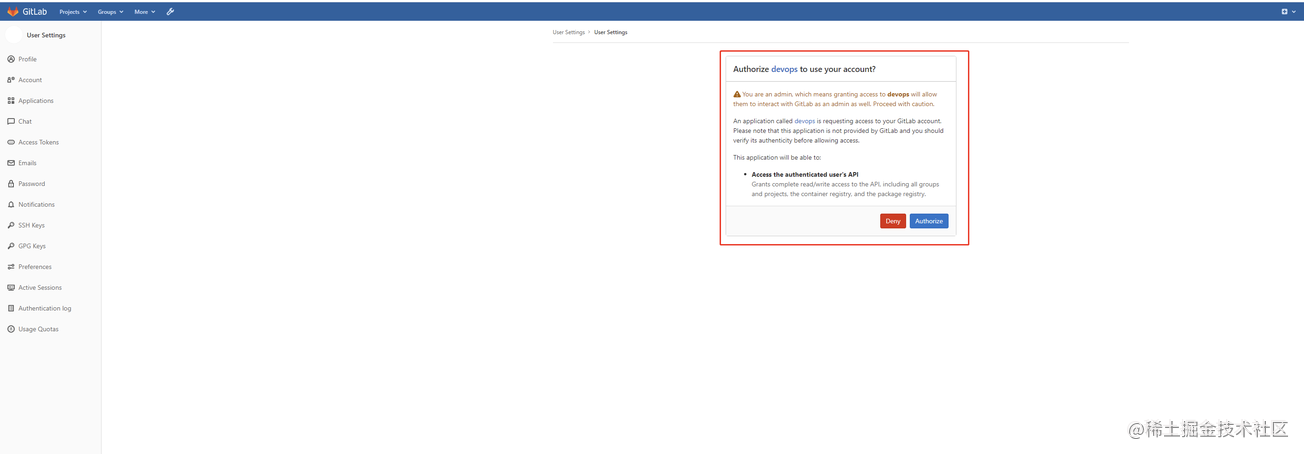 GitLab Projects Groups More
User Settings
Profile
Account
Applications
Chat
Access Tokens
Emails
Password
Notifications
SSH Keys
GPG Keys
Preferences
Active Sessions
Authentication log
Usage Quotas
User Settings › User Settings
Authorize devops to use your account?
You are an admin, which means granting access to devops will allow
them to interact with GitLab as an admin as well. Proceed with caution.
An application called devops is requesting access to your GitLab account.
Please note that this application is not provided by GitLab and you should
verify its authenticity before allowing access.
This application will be able to:
• Access the authenticated user's API
Grants complete read/write access to the API, including all groups
and projects, the container registry, and the package registry.
Deny Authorize
@稀土掘金技术社区